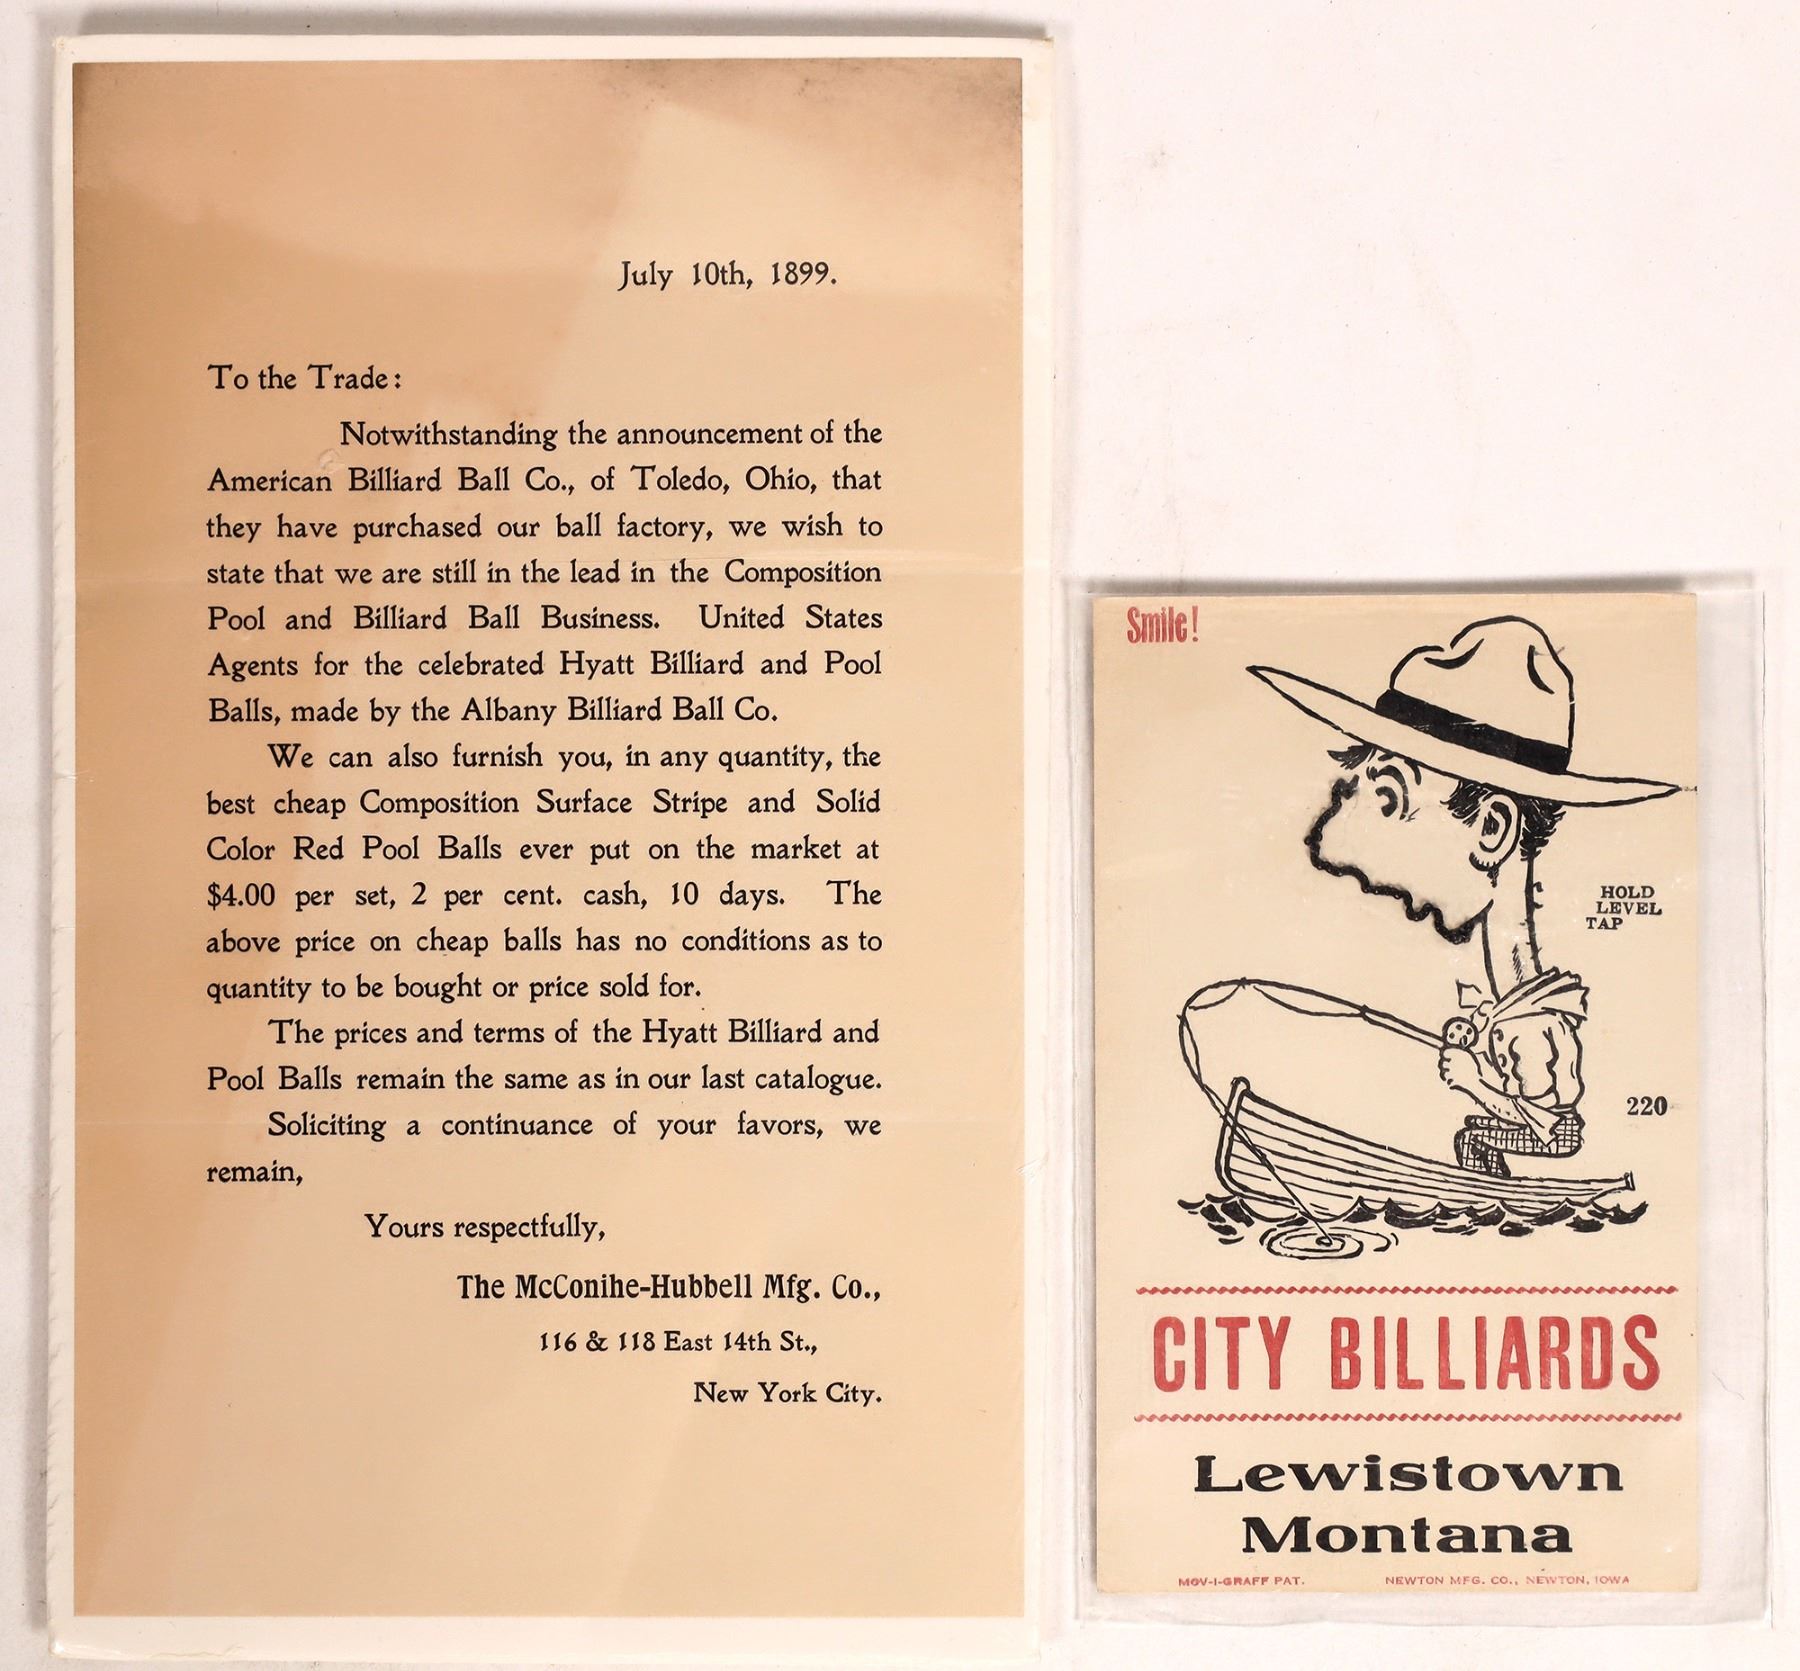 July 10th, 1899.
To the Trade:
Notwithstanding the announcement of the
American Billiard Ball Co., of Toledo, Ohio, that
they have purchased our ball factory, we wish to
state that we are still in the lead in the Composition
Pool and Billiard Ball Business. United States
Agents for the celebrated Hyatt Billiard and Pool
Balls, made by the Albany Billiard Ball Co.
We can also furnish you, in any quantity, the
best cheap Composition Surface Stripe and Solid
Color Red Pool Balls ever put on the market at
$4.00 per set, 2 per cent. cash, 10 days. The
above price on cheap balls has no conditions as to
quantity to be bought or price sold for.
The prices and terms of the Hyatt Billiard and
Pool Balls remain the same as in our last catalogue.
Soliciting a continuance of your favors, we
remain,
Yours respectfully,
The McConihe-Hubbell Mfg. Co.,
116 & 118 East 14th St.,
New York City.
Smile!
HOLD
LEVEL
TAP
220
CITY BILLIARDS
Lewistown
Montana
MOV-I-GRAFF PAT. NEWTON MFG. CO., NEWTON, IOWA